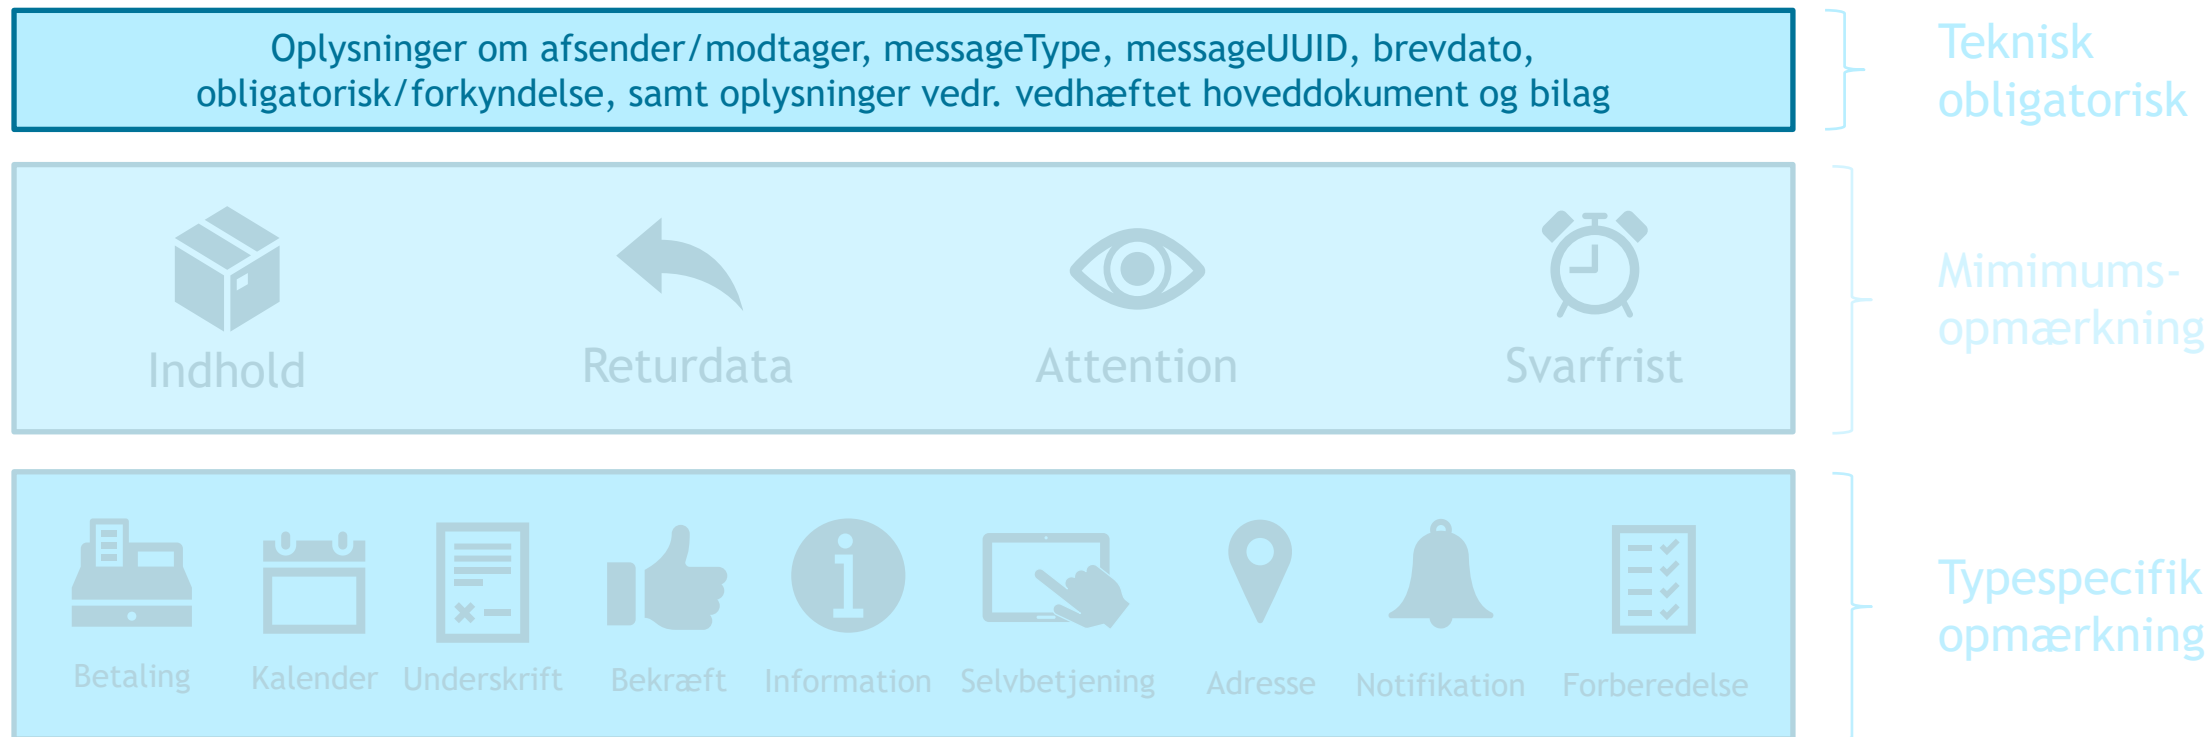 Oplysninger om afsender/modtager, messageType, messageUUID, brevdato,
obligatorisk/forkyndelse, samt oplysninger vedr. vedhæftet hoveddokument og bilag
Teknisk
obligatorisk
Indhold
Returdata
Attention
Svarfrist
Mimimums-
opmærkning
Betaling
Kalender
Underskrift
Bekræft
Information
Selvbetjening
Adresse
Notifikation
Forberedelse
Typespecifik
opmærkning